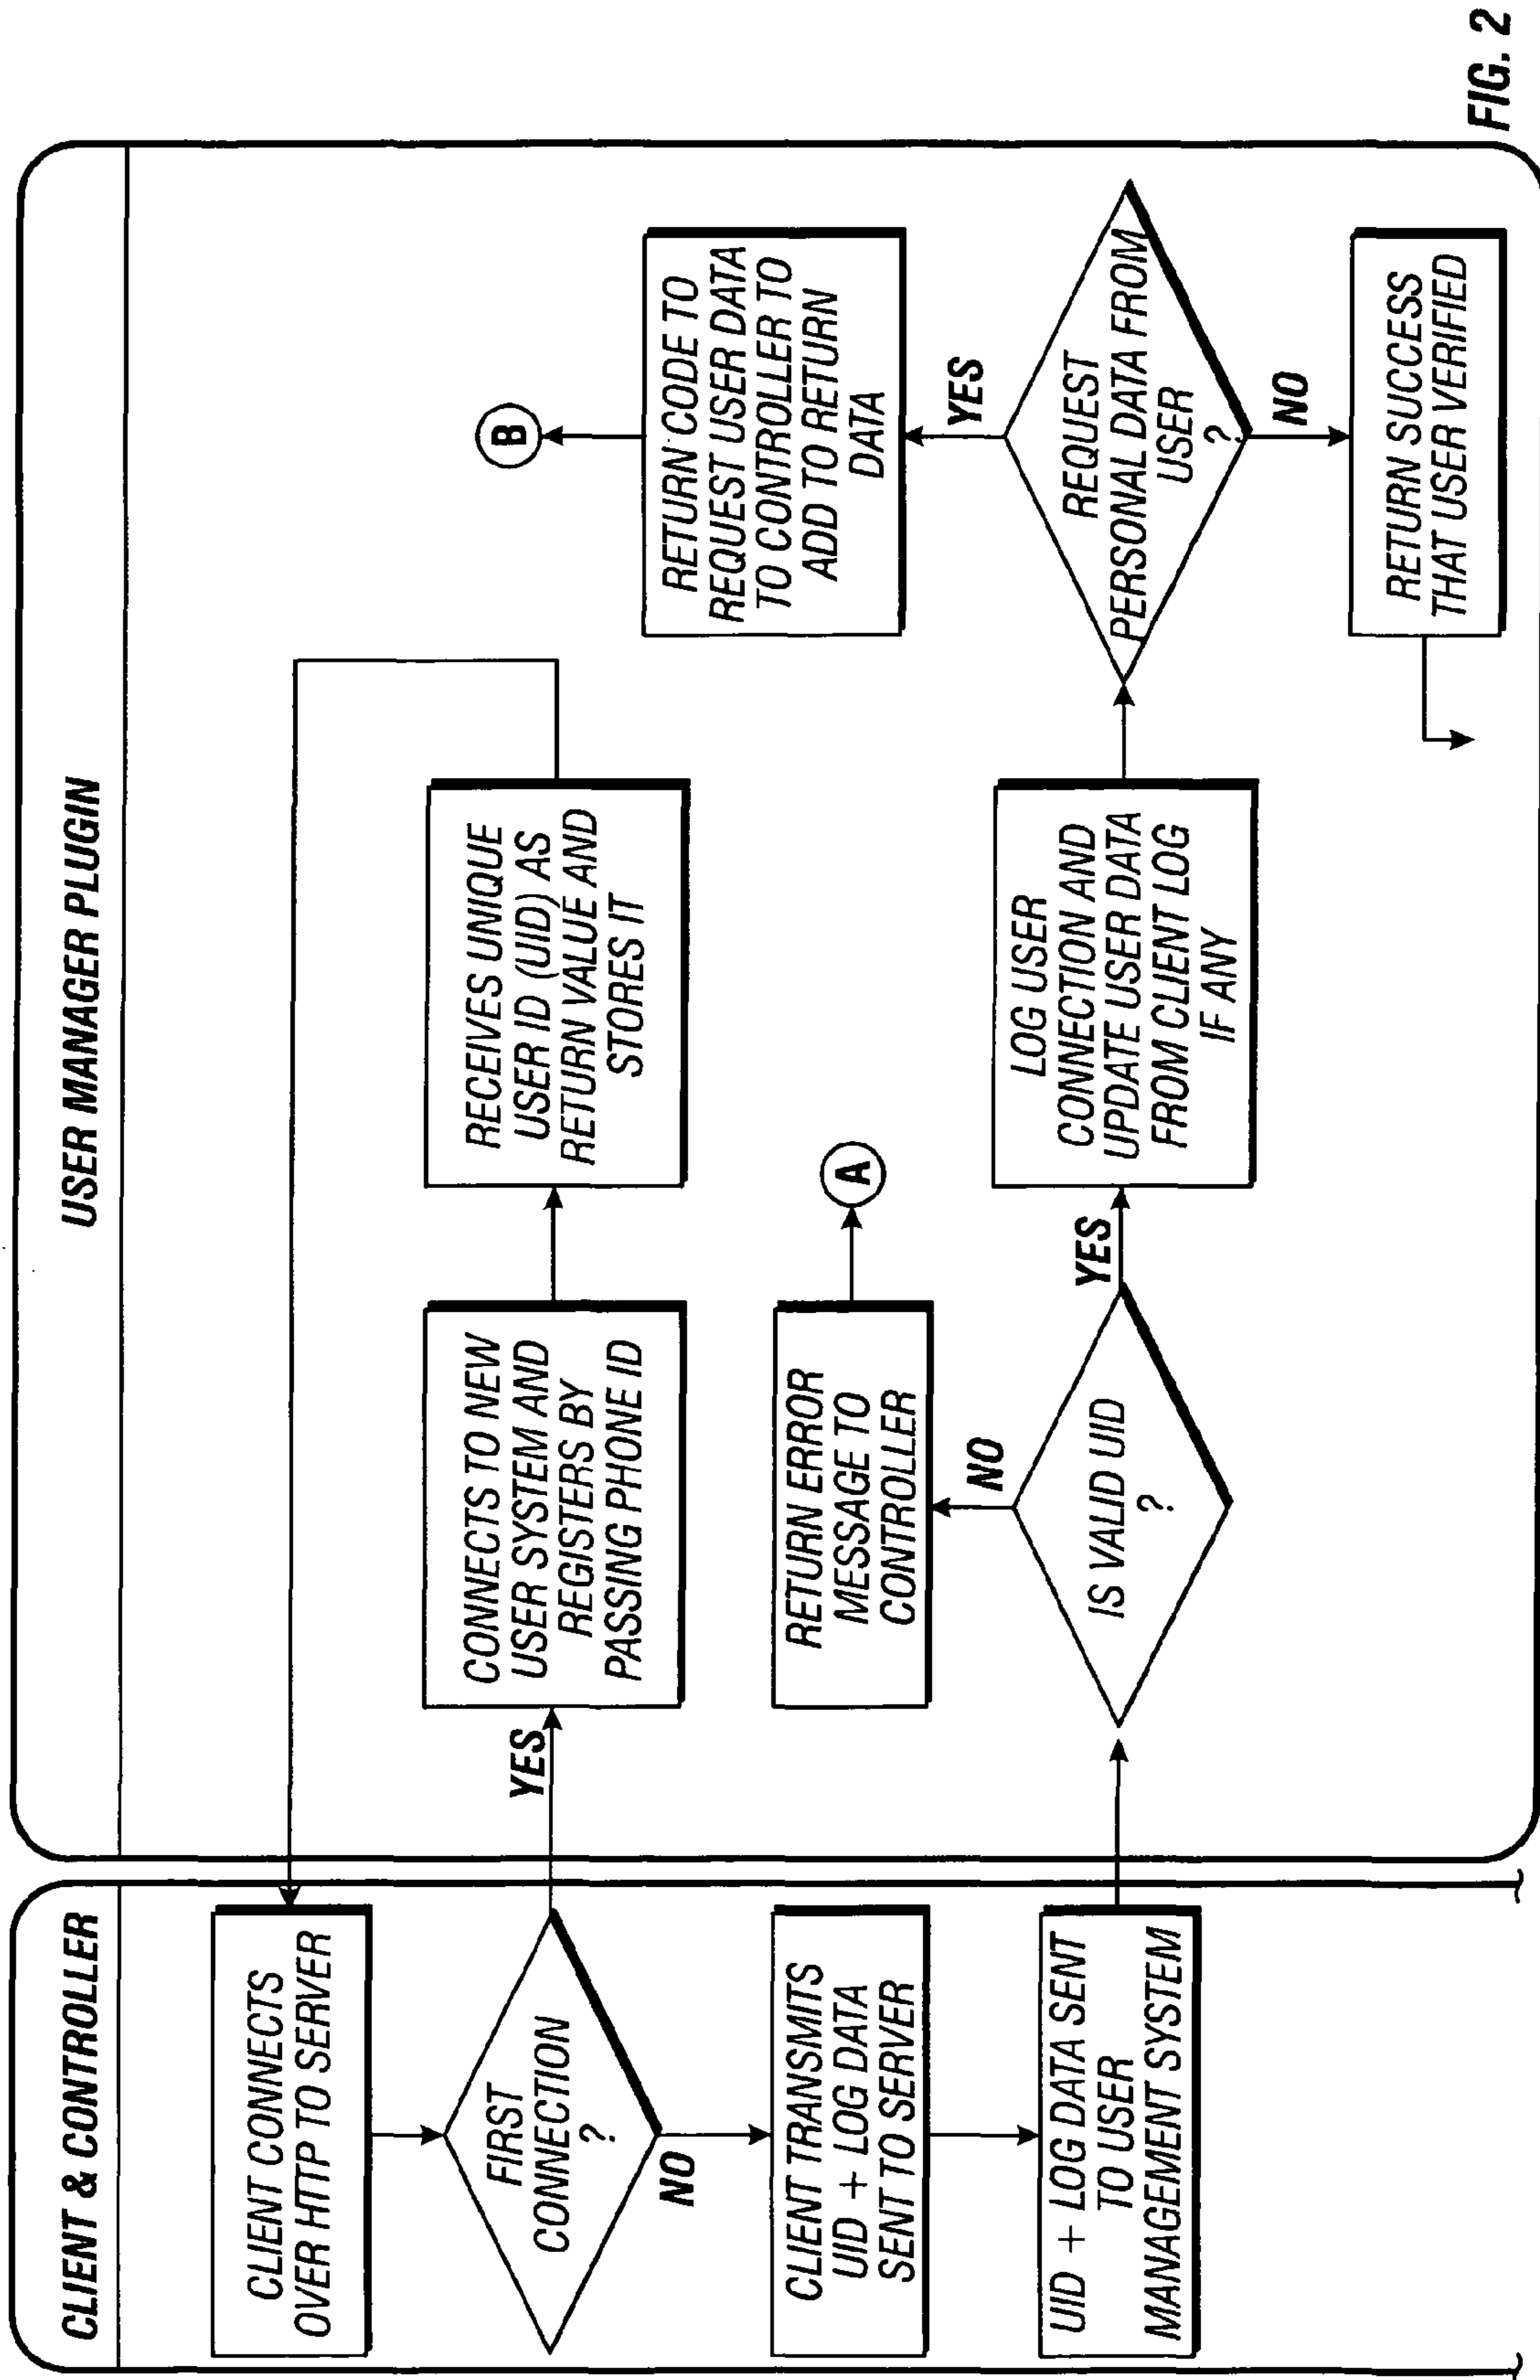 CLIENT & CONTROLLER
CLIENT CONNECTS
OVER HTTP TO SERVER
FIRST
CONNECTION
?
YES
NO
CLIENT TRANSMITS
UID + LOG DATA
SENT TO SERVER
UID + LOG DATA SENT
TO USER
MANAGEMENT SYSTEM
USER MANAGER PLUGIN
CONNECTS TO NEW
USER SYSTEM AND
REGISTERS BY
PASSING PHONE ID
RECEIVES UNIQUE
USER ID (UID) AS
RETURN VALUE AND
STORES IT
RETURN ERROR
MESSAGE TO
CONTROLLER
A
NO
IS VALID UID
?
YES
LOG USER
CONNECTION AND
UPDATE USER DATA
FROM CLIENT LOG
IF ANY
B
RETURN CODE TO
REQUEST USER DATA
TO CONTROLLER TO
ADD TO RETURN
DATA
YES
REQUEST
PERSONAL DATA FROM
USER
?
NO
RETURN SUCCESS
THAT USER VERIFIED
FIG. 2